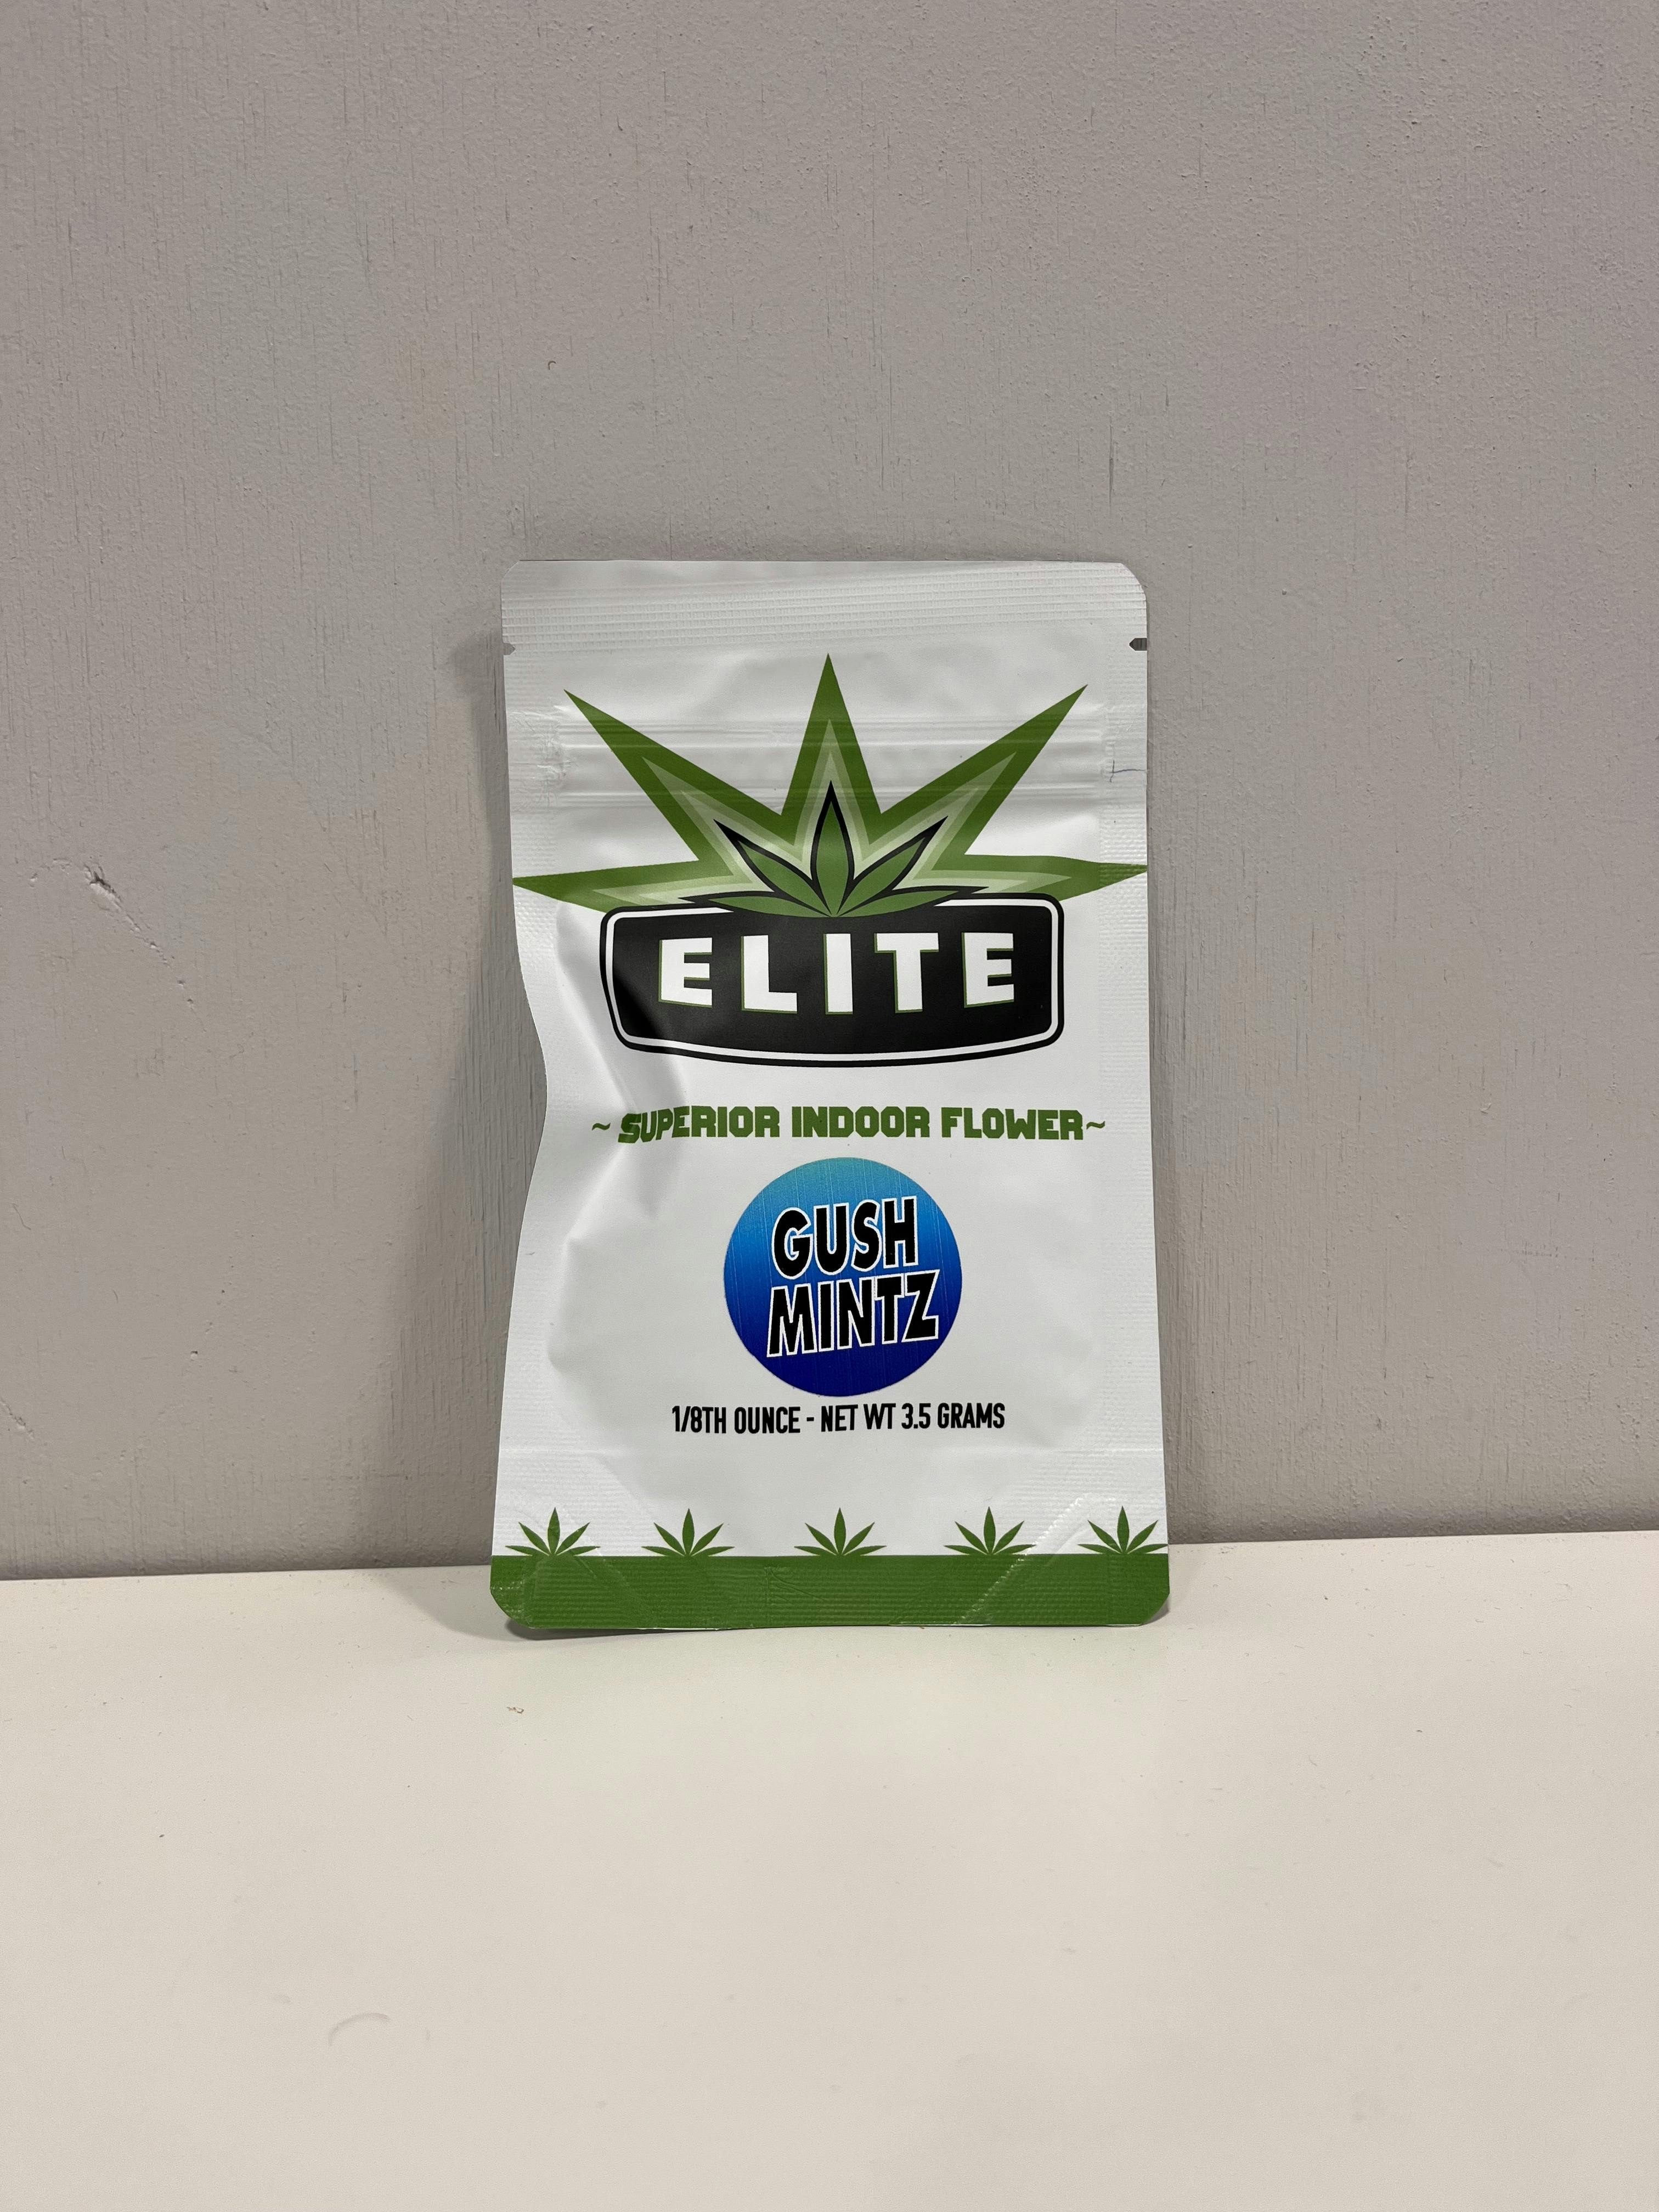 ELITE
~ SUPERIOR INDOOR FLOWER~
GUSH
MINTZ
1/8TH OUNCE - NET WT 3.5 GRAMS